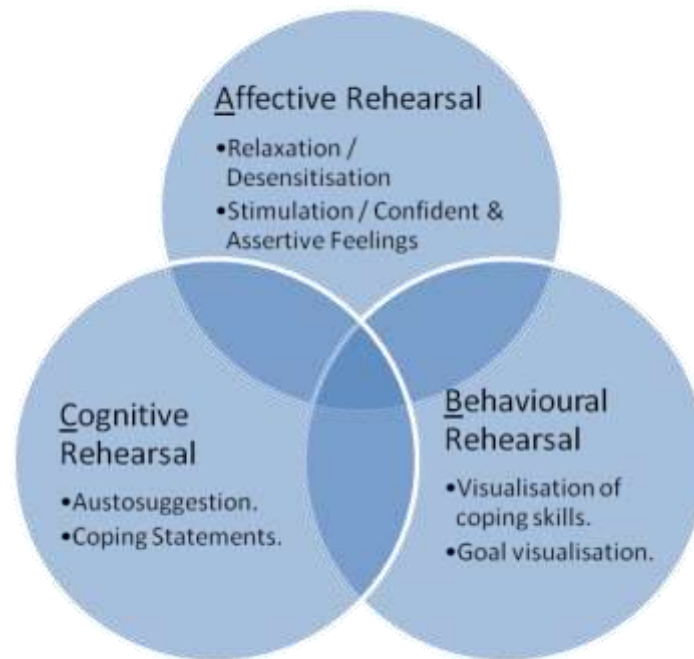 Affective Rehearsal
•Relaxation /
Desensitisation
•Stimulation / Confident &
Assertive Feelings
Cognitive
Rehearsal
•Austosuggestion.
•Coping Statements.
Behavioural
Rehearsal
•Visualisation of
coping skills.
•Goal visualisation.